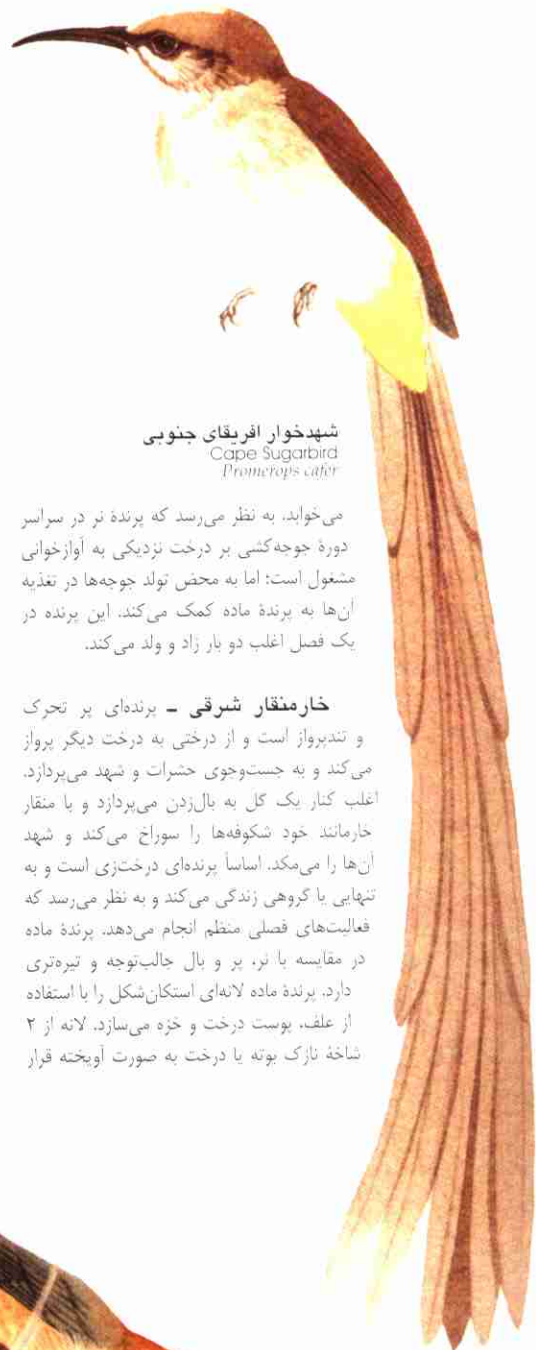 شهدخوار افریقای جنوبی
Cape Sugarbird
Promerops cafer
می‌خوابد. به نظر می‌رسد که پرندهٔ نر در سراسر
دورهٔ جوجه‌کشی بر درخت نزدیکی به آوازخوانی
مشغول است؛ اما به محض تولد جوجه‌ها در تغذیه
آن‌ها به پرندهٔ ماده کمک می‌کند. این پرنده در
یک فصل اغلب دو بار زاد و ولد می‌کند.
خارمنقار شرقی ـ پرنده‌ای پر تحرک
و تندپرواز است و از درختی به درخت دیگر پرواز
می‌کند و به جست‌وجوی حشرات و شهد می‌پردازد.
اغلب کنار یک گل به بال‌زدن می‌پردازد و با منقار
خارمانند خود شکوفه‌ها را سوراخ می‌کند و شهد
آن‌ها را می‌مکد. اساساً پرنده‌ای درخت‌زی است و به
تنهایی یا گروهی زندگی می‌کند و به نظر می‌رسد که
فعالیت‌های فصلی منظم انجام می‌دهد. پرندهٔ ماده
در مقایسه با نر، پر و بال جالب‌توجه و تیره‌تری
دارد. پرندهٔ ماده لانه‌ای استکان‌شکل را با استفاده
از علف، پوست درخت و خزه می‌سازد. لانه از ۲
شاخهٔ نازک بوته یا درخت به صورت آویخته قرار